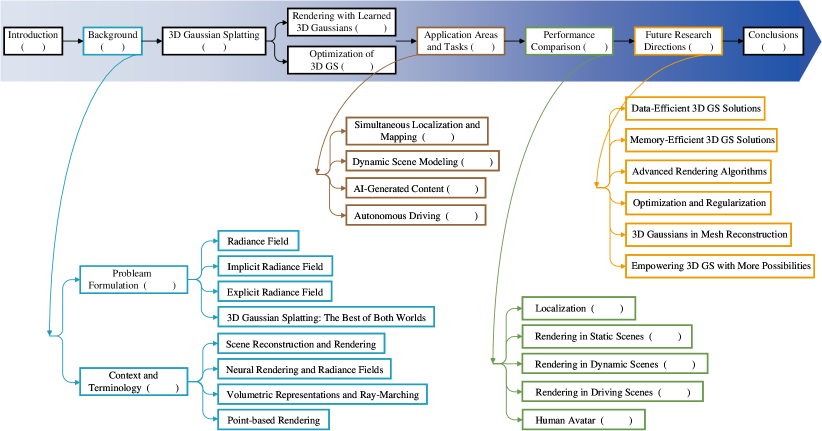 Introduction
(      )
Background
(      )
3D Gaussian Splatting
(      )
Rendering with Learned
3D Gaussians (      )
Optimization of
3D GS (      )
Application Areas
and Tasks (      )
Performance
Comparison (      )
Future Research
Directions (      )
Conclusions
(      )
Simultaneous Localization and
Mapping (      )
Dynamic Scene Modeling (      )
AI-Generated Content (      )
Autonomous Driving (      )
Data-Efficient 3D GS Solutions
Memory-Efficient 3D GS Solutions
Advanced Rendering Algorithms
Optimization and Regularization
3D Gaussians in Mesh Reconstruction
Empowering 3D GS with More Possibilities
Probleam
Formulation (      )
Radiance Field
Implicit Radiance Field
Explicit Radiance Field
3D Gaussian Splatting: The Best of Both Worlds
Context and
Terminology (      )
Scene Reconstruction and Rendering
Neural Rendering and Radiance Fields
Volumetric Representations and Ray-Marching
Point-based Rendering
Localization (      )
Rendering in Static Scenes (      )
Rendering in Dynamic Scenes (      )
Rendering in Driving Scenes (      )
Human Avatar (      )